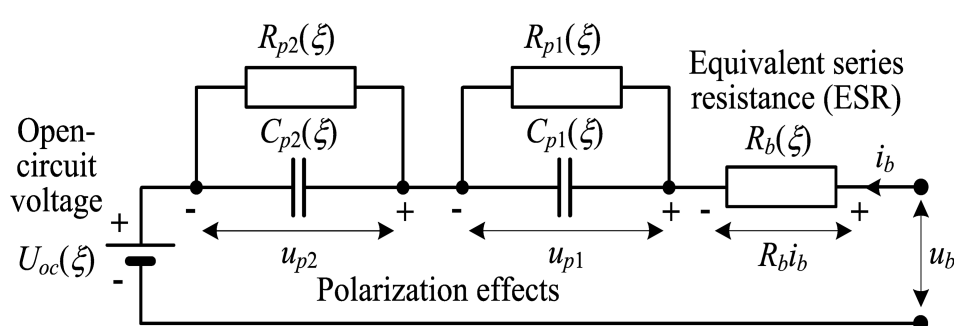 R_p2(ξ)
R_p1(ξ)
Equivalent series
resistance (ESR)
Open-
circuit
voltage
C_p2(ξ)
C_p1(ξ)
R_b(ξ)
i_b
+
-
+
-
+
-
+
U_oc(ξ)
u_p2
u_p1
R_b i_b
u_b
-
Polarization effects